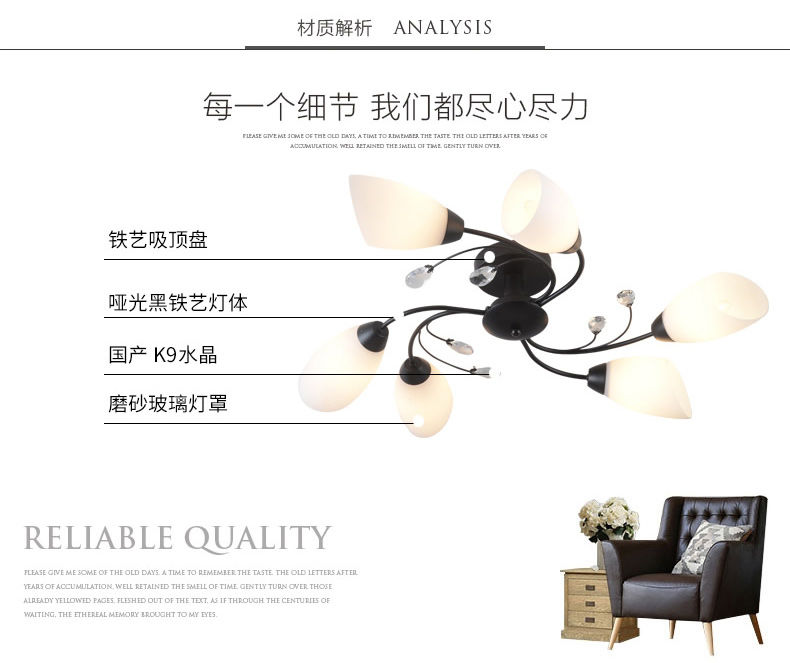 材质解析 ANALYSIS
每一个细节 我们都尽心尽力
PLEASE GIVE ME SOME OF THE OLD DAYS, A TIME TO REMEMBER THE TASTE. THE OLD LETTERS AFTER YEARS OF
ACCUMULATION, WELL RETAINED THE SMELL OF TIME, GENTLY TURN OVER
铁艺吸顶盘
哑光黑铁艺灯体
国产 K9水晶
磨砂玻璃灯罩
RELIABLE QUALITY
PLEASE GIVE ME SOME OF THE OLD DAYS, A TIME TO REMEMBER THE TASTE. THE OLD LETTERS AFTER
YEARS OF ACCUMULATION, WELL RETAINED THE SMELL OF TIME, GENTLY TURN OVER THOSE
ALREADY YELLOWED PAGES, FLESHED OUT OF THE TEXT, AS IF THROUGH THE CENTURIES OF
WAITING, THE ETHEREAL MEMORY BROUGHT TO MY EYES.